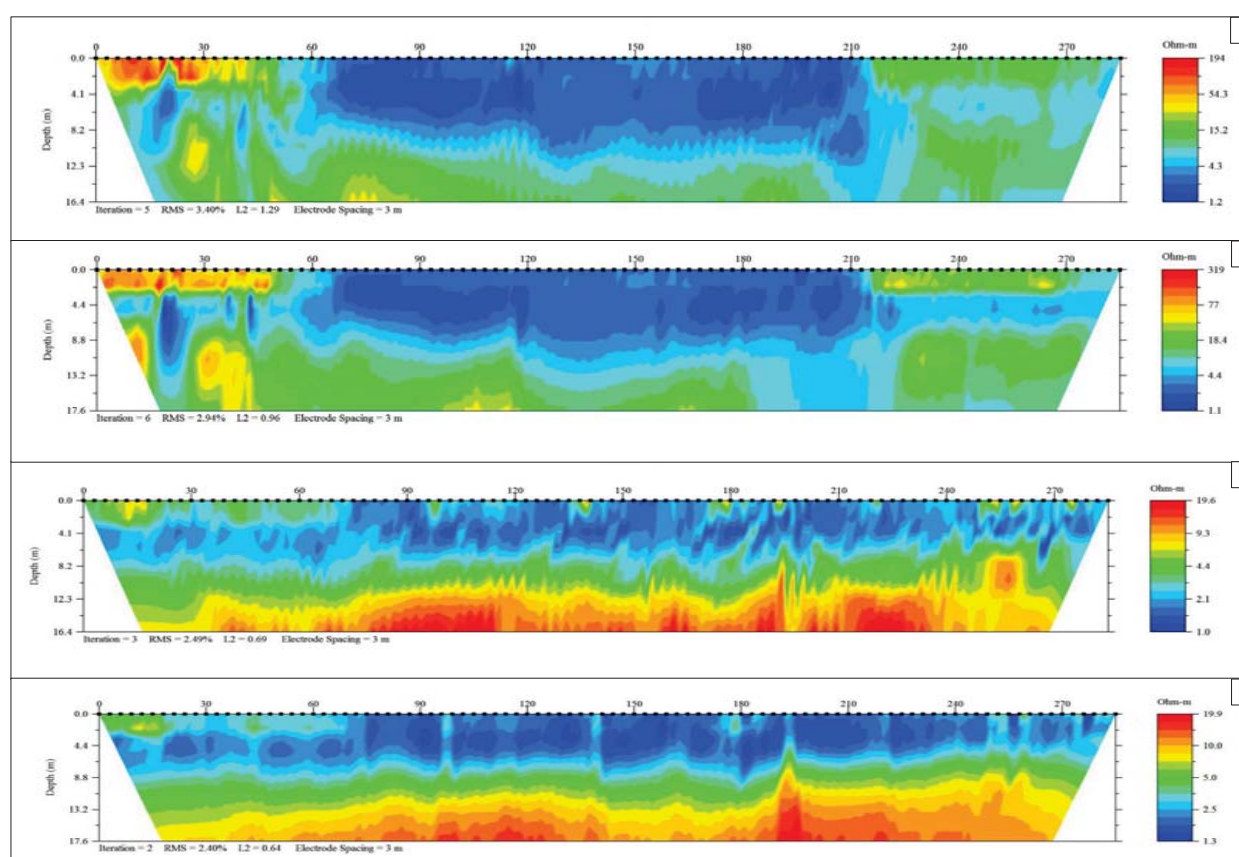 0 30 60 90 120 150 180 210 240 270
Ohm-m
0.0 194
4.1 54.3
Depth (m)
8.2 15.2
12.3 4.3
16.4 1.2
Iteration = 5 RMS = 3.40% L2 = 1.29 Electrode Spacing = 3 m
0 30 60 90 120 150 180 210 240 270
Ohm-m
0.0 319
4.4 77
Depth (m)
8.8 18.4
13.2 4.4
17.6 1.1
Iteration = 6 RMS = 2.94% L2 = 0.96 Electrode Spacing = 3 m
0 30 60 90 120 150 180 210 240 270
Ohm-m
0.0 19.6
4.1 9.3
Depth (m)
8.2 4.4
12.3 2.1
16.4 1.0
Iteration = 3 RMS = 2.49% L2 = 0.69 Electrode Spacing = 3 m
0 30 60 90 120 150 180 210 240 270
Ohm-m
0.0 19.9
4.4 10.0
Depth (m)
8.8 5.0
13.2 2.5
17.6 1.3
Iteration = 2 RMS = 2.40% L2 = 0.64 Electrode Spacing = 3 m